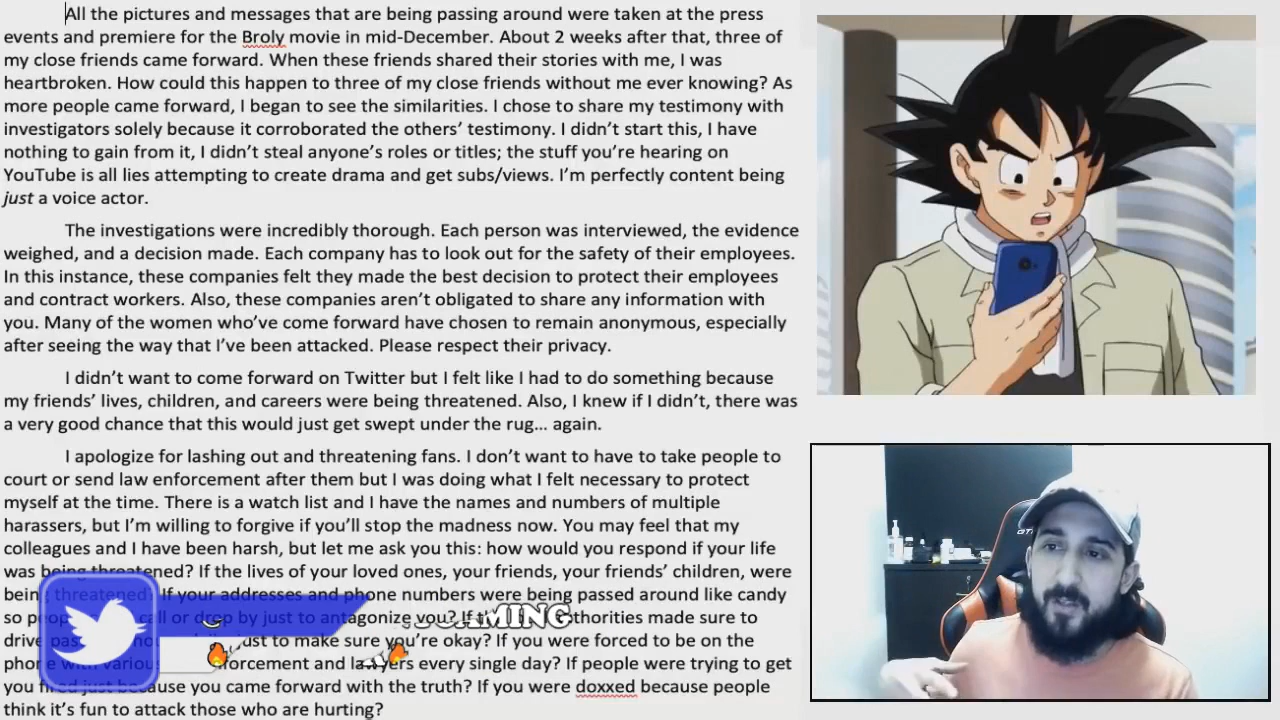 All the pictures and messages that are being passing around were taken at the press
events and premiere for the Broly movie in mid-December. About 2 weeks after that, three of
my close friends came forward. When these friends shared their stories with me, I was
heartbroken. How could this happen to three of my close friends without me ever knowing? As
more people came forward, I began to see the similarities. I chose to share my testimony with
investigators solely because it corroborated the others' testimony. I didn't start this, I have
nothing to gain from it, I didn't steal anyone's roles or titles; the stuff you're hearing on
YouTube is all lies attempting to create drama and get subs/views. I'm perfectly content being
just a voice actor.
The investigations were incredibly thorough. Each person was interviewed, the evidence
weighed, and a decision made. Each company has to look out for the safety of their employees.
In this instance, these companies felt they made the best decision to protect their employees
and contract workers. Also, these companies aren't obligated to share any information with
you. Many of the women who've come forward have chosen to remain anonymous, especially
after seeing the way that I've been attacked. Please respect their privacy.
I didn't want to come forward on Twitter but I felt like I had to do something because
my friends' lives, children, and careers were being threatened. Also, I knew if I didn't, there was
a very good chance that this would just get swept under the rug… again.
I apologize for lashing out and threatening fans. I don't want to have to take people to
court or send law enforcement after them but I was doing what I felt necessary to protect
myself at the time. There is a watch list and I have the names and numbers of multiple
harassers, but I'm willing to forgive if you'll stop the madness now. You may feel that my
colleagues and I have been harsh, but let me ask you this: how would you respond if your life
was being threatened? If the lives of your loved ones, your friends, your friends' children, were
being threatened? If your addresses and phone numbers were being passed around like candy
so call or drop by just to antagonize you? If authorities made sure to
drive just to make sure you're okay? If you were forced to be on the
phone with various enforcement and lawyers every single day? If people were trying to get
you fired just because you came forward with the truth? If you were doxxed because people
think it's fun to attack those who are hurting?